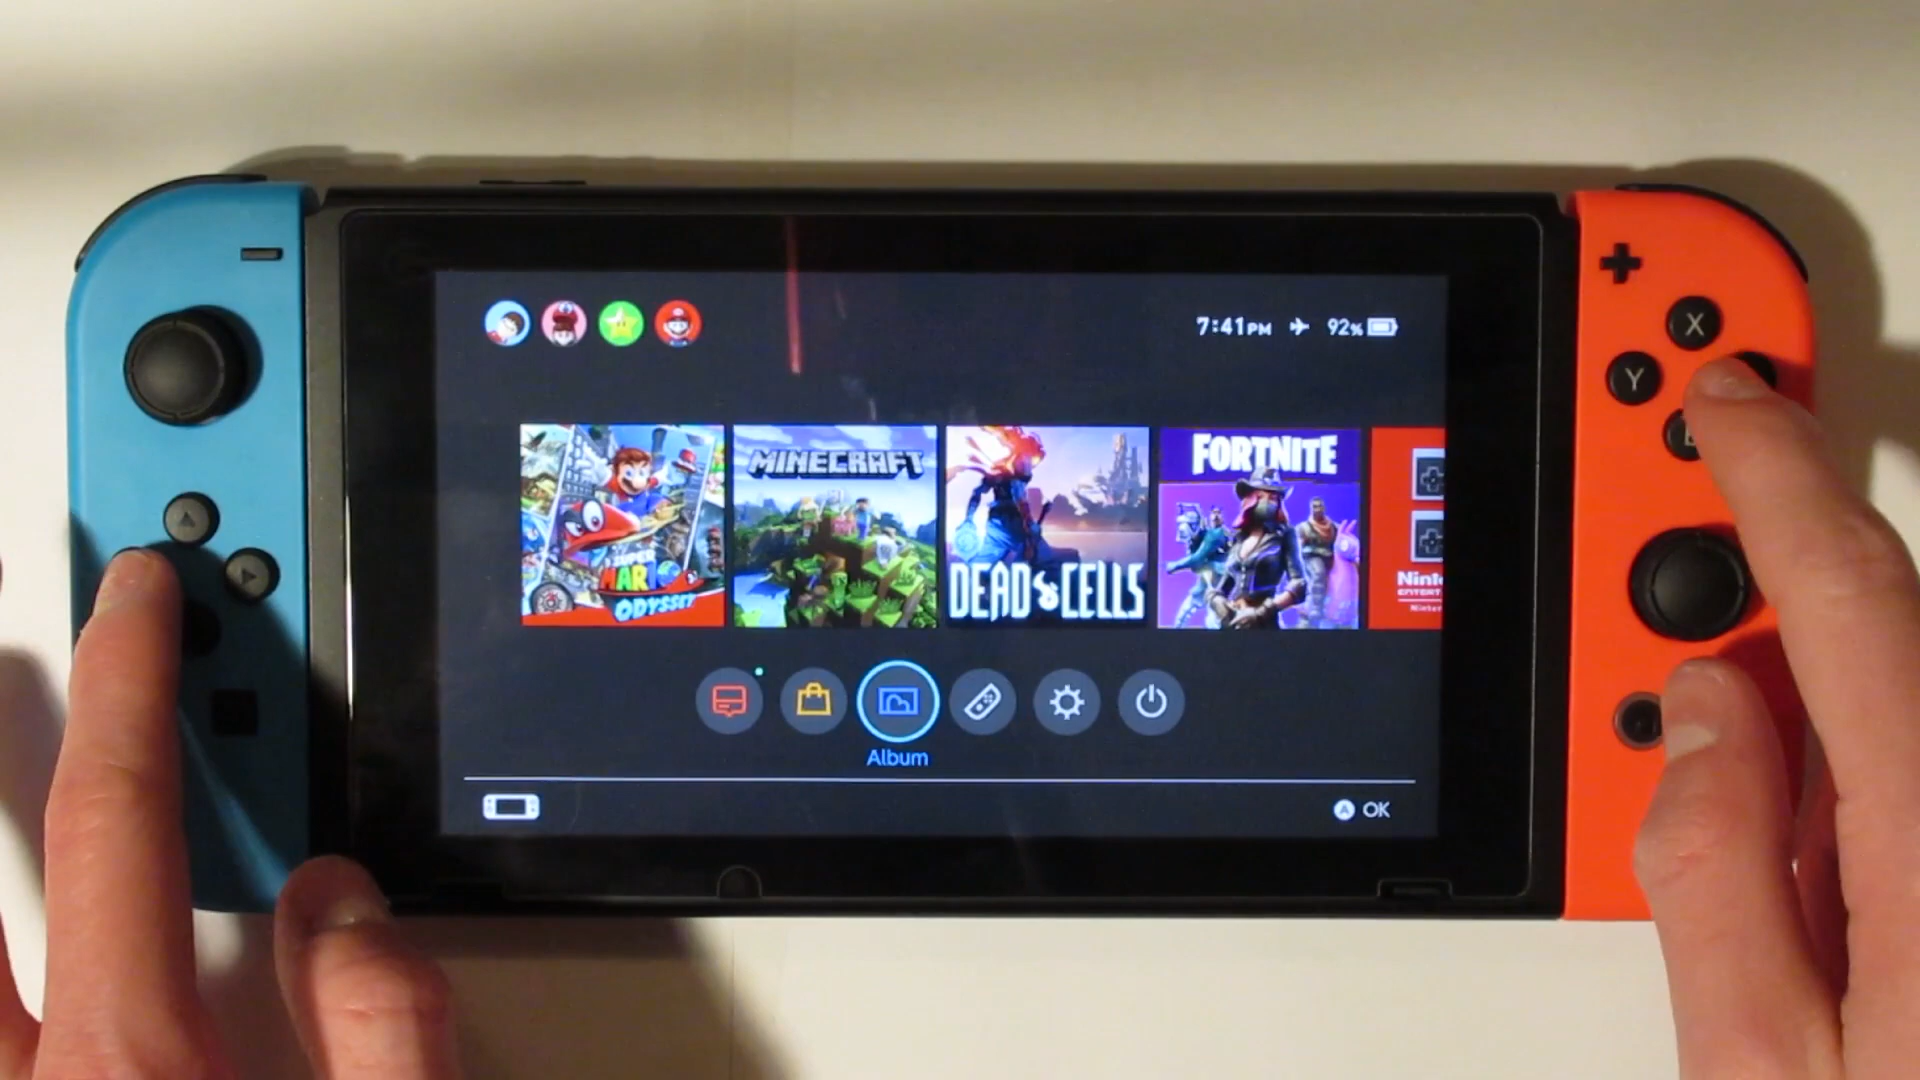 7:41PM 92%
X
Y
MINECRAFT
FORTNITE
SUPER
MARIO
ODYSSEY
DEAD CELLS
Album
A OK